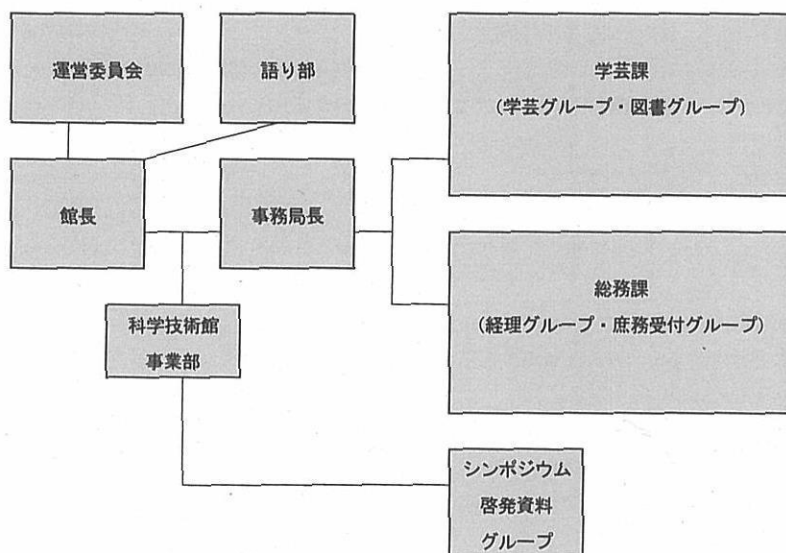 運営委員会
語り部
学芸課
(学芸グループ・図書グループ)
館長
事務局長
総務課
(経理グループ・庶務受付グループ)
科学技術館
事業部
シンポジウム
啓発資料
グループ